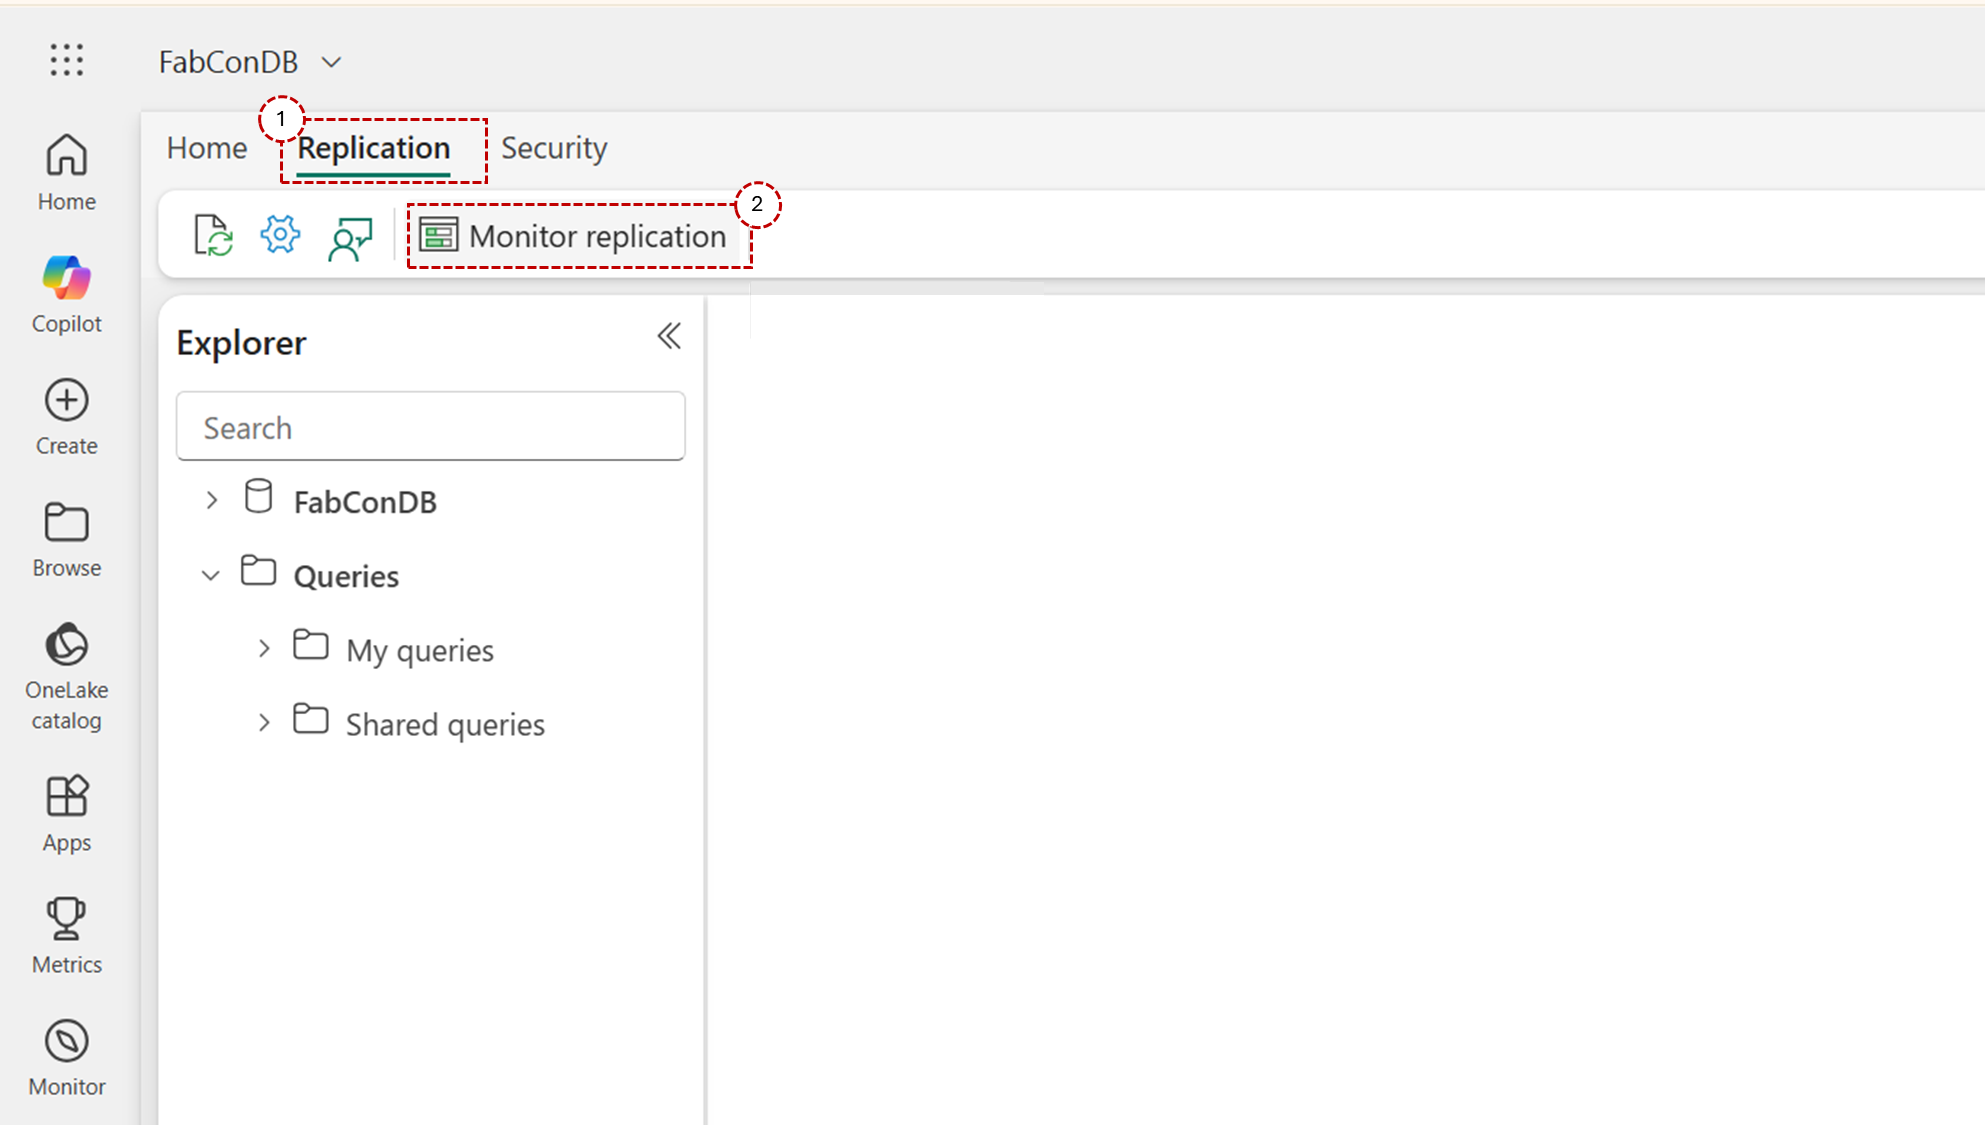 FabConDB
1
Home Replication Security
2
Monitor replication
Home
Copilot
Create
Browse
OneLake
catalog
Apps
Metrics
Monitor
Explorer
Search
FabConDB
Queries
My queries
Shared queries